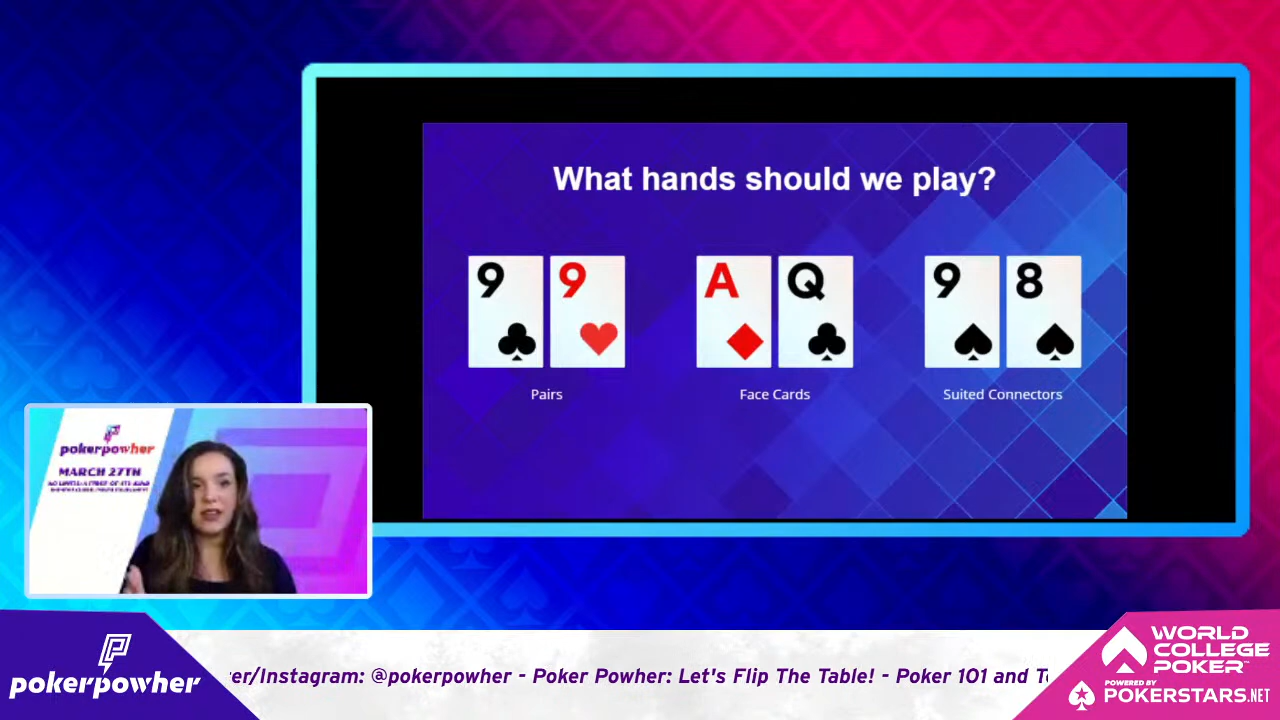 What hands should we play?
9
9
A
Q
9
8
Pairs
Face Cards
Suited Connectors
pokerpowher
MARCH 27TH
pokerpowher
er/Instagram: @pokerpowher - Poker Powher: Let's Flip The Table! - Poker 101 and
WORLD
COLLEGE
POKER™
POWERED BY
POKERSTARS.NET